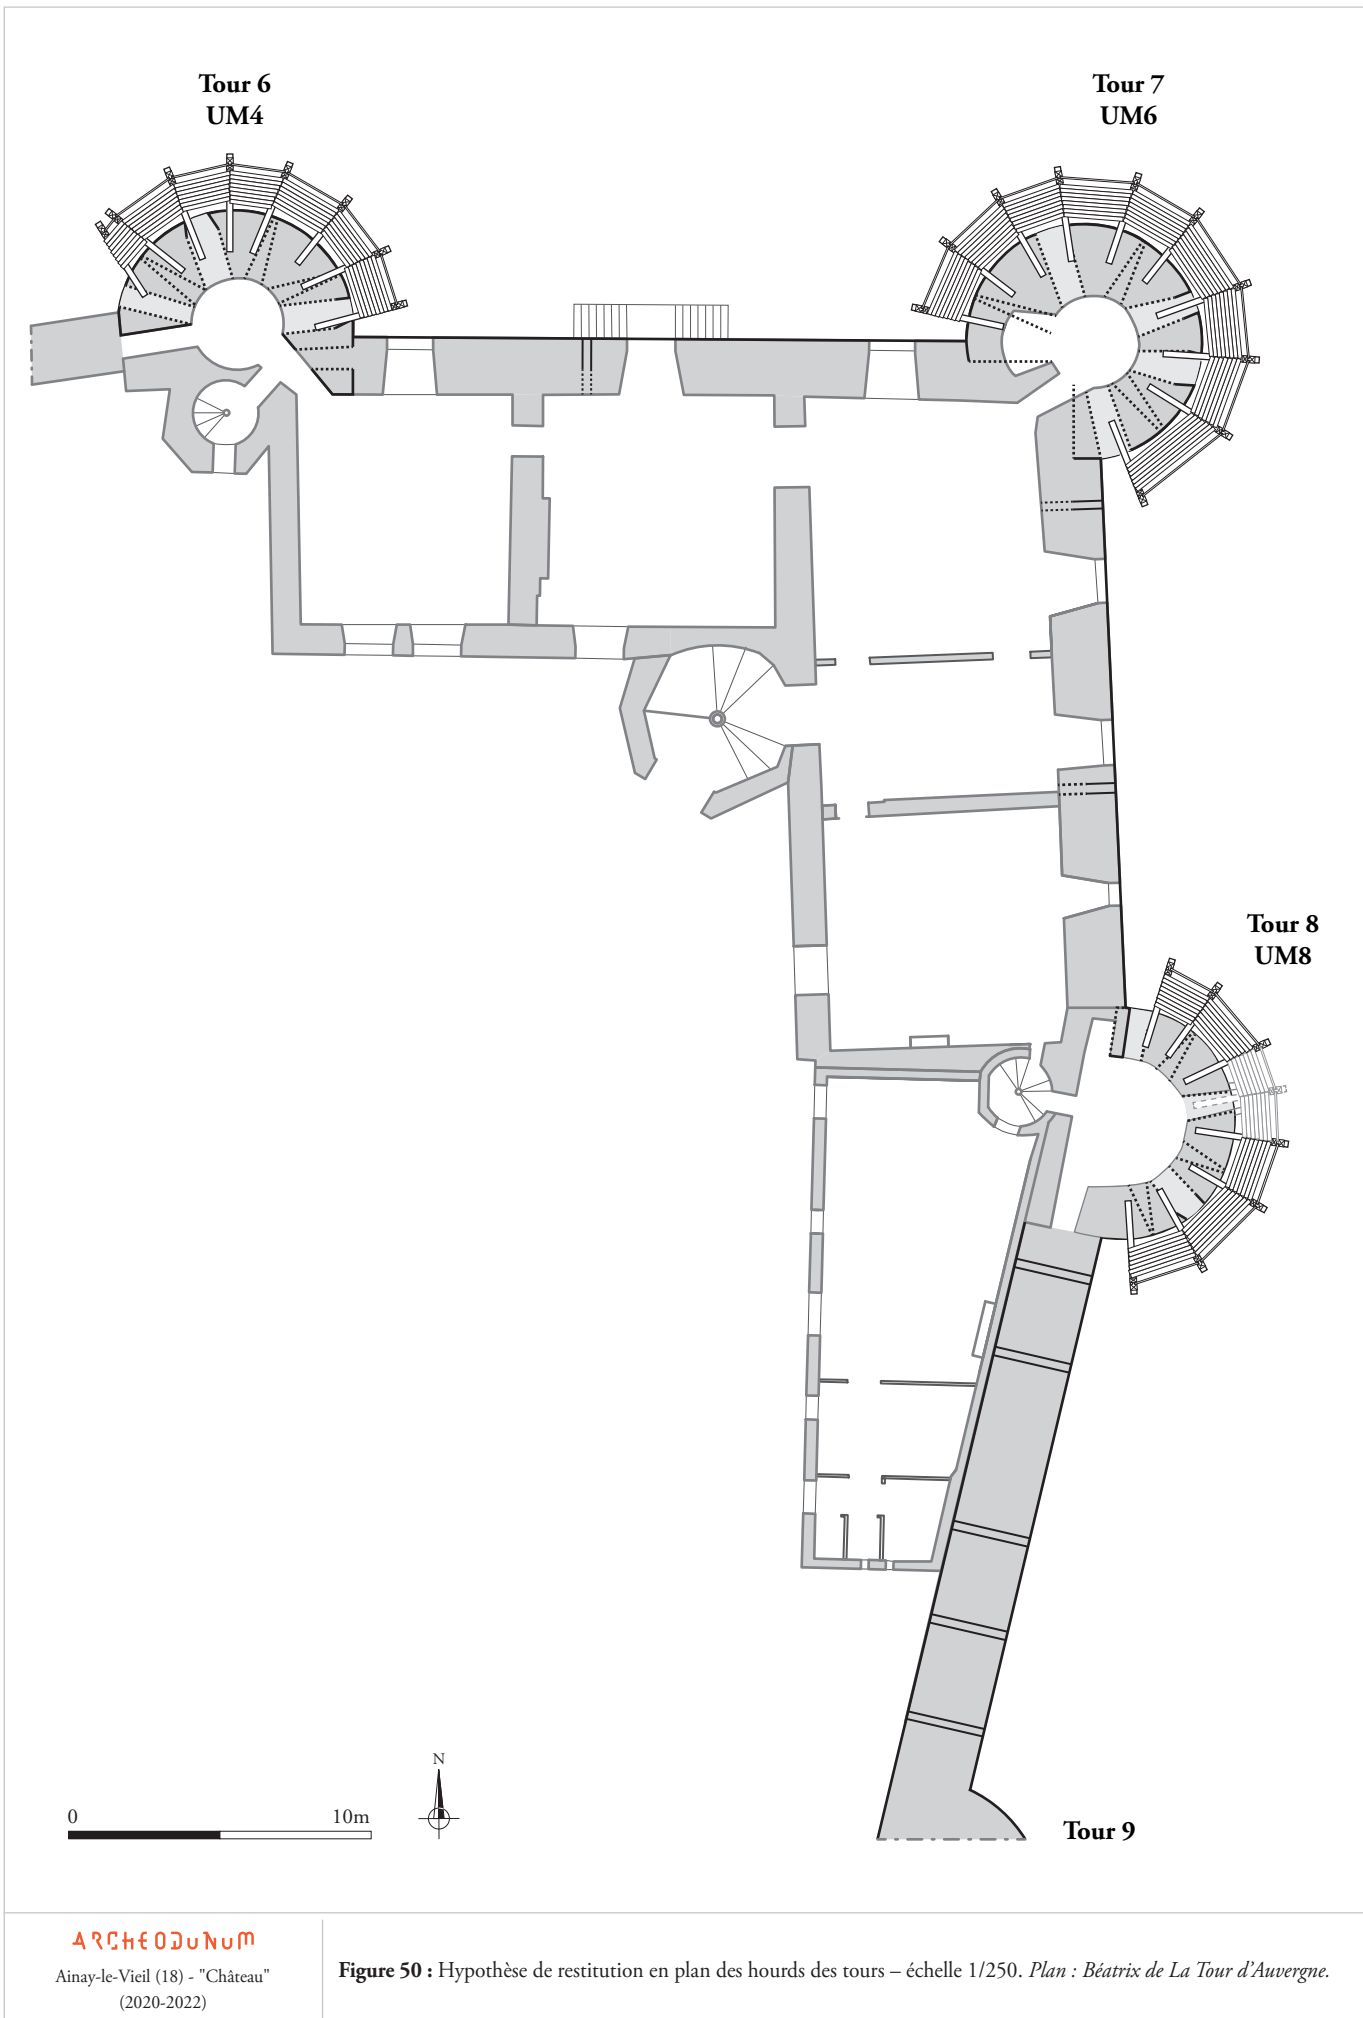 Tour 6
UM4
Tour 7
UM6
Tour 8
UM8
N
0 10m
Tour 9
ARCHEODUNUM
Ainay-le-Vieil (18) - "Château"
(2020-2022)
Figure 50 : Hypothèse de restitution en plan des hourds des tours – échelle 1/250. Plan : Béatrix de La Tour d'Auvergne.